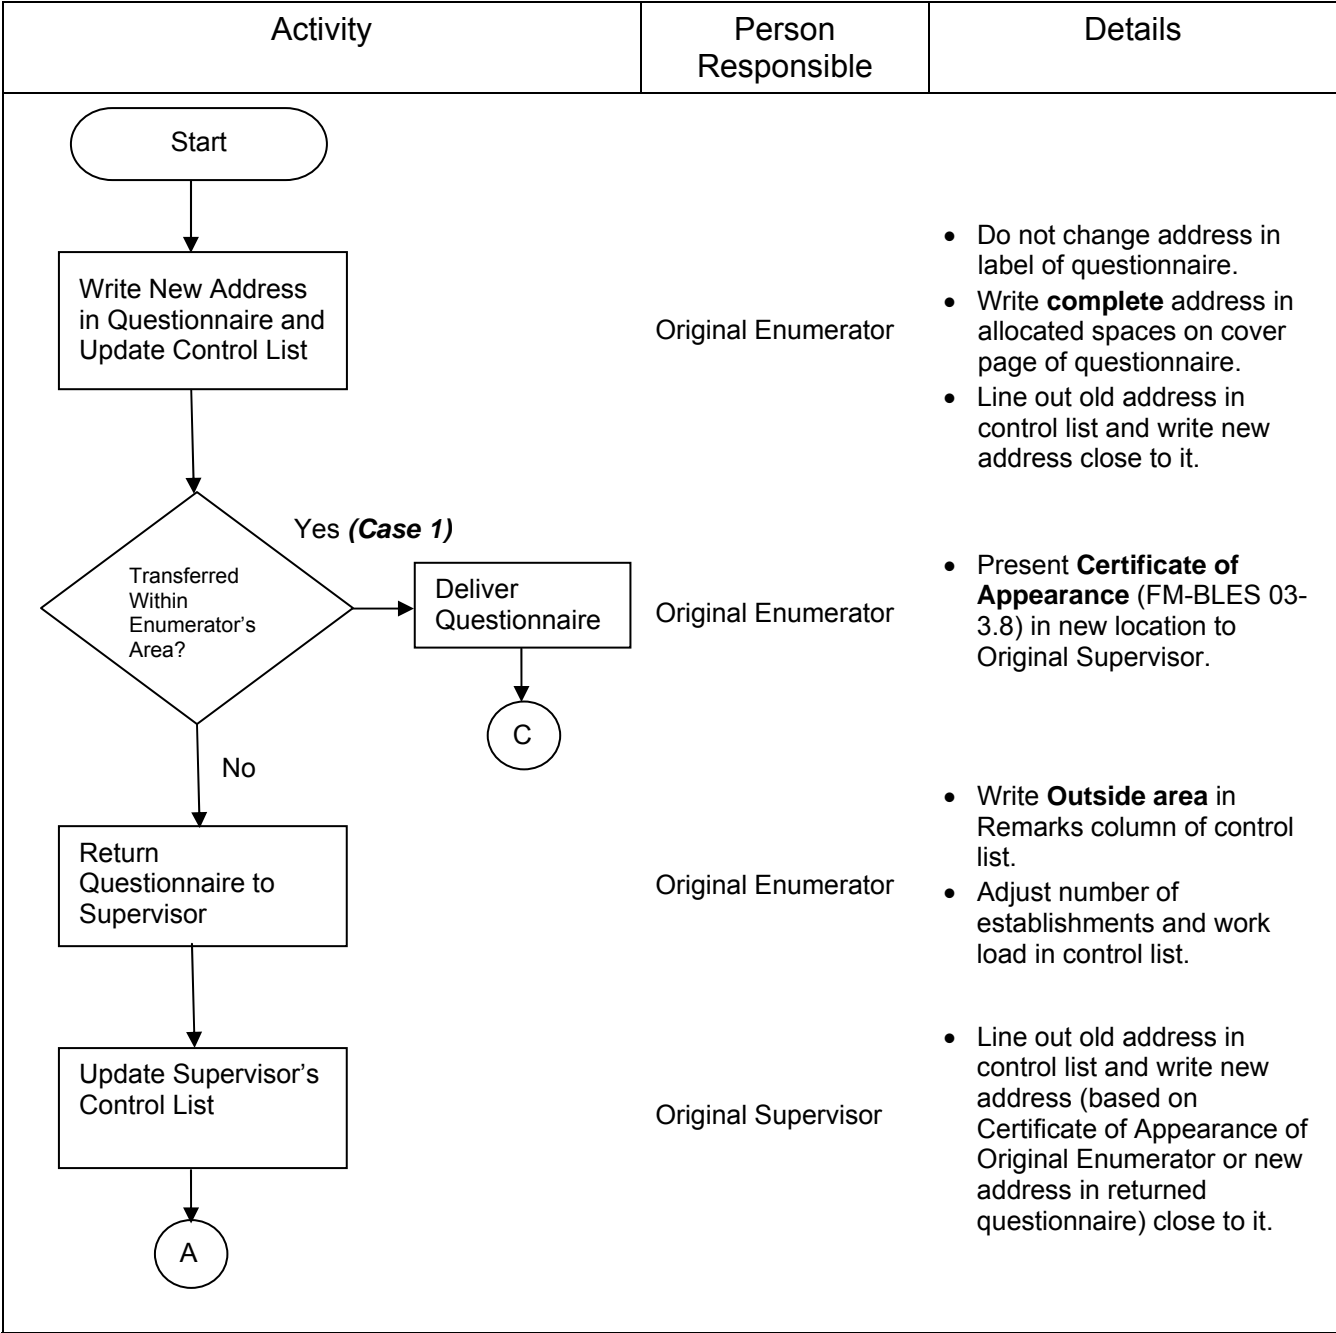 Activity
Person
Responsible
Details
Start
Write New Address
in Questionnaire and
Update Control List
Original Enumerator
• Do not change address in
label of questionnaire.
• Write complete address in
allocated spaces on cover
page of questionnaire.
• Line out old address in
control list and write new
address close to it.
Transferred
Within
Enumerator’s
Area?
Yes (Case 1)
Deliver
Questionnaire
C
Original Enumerator
• Present Certificate of
Appearance (FM-BLES 03-
3.8) in new location to
Original Supervisor.
No
Return
Questionnaire to
Supervisor
Original Enumerator
• Write Outside area in
Remarks column of control
list.
• Adjust number of
establishments and work
load in control list.
Update Supervisor’s
Control List
Original Supervisor
• Line out old address in
control list and write new
address (based on
Certificate of Appearance of
Original Enumerator or new
address in returned
questionnaire) close to it.
A